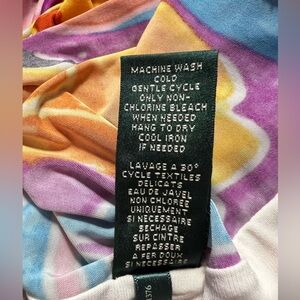 MACHINE WASH
COLD
GENTLE CYCLE
ONLY NON-
CHLORINE BLEACH
WHEN NEEDED
HANG TO DRY
COOL IRON
IF NEEDED
LAVAGE A 30°
CYCLE TEXTILES
DELICATS
EAU DE JAVEL
NON CHLOREE
UNIQUEMENT
SI NECESSAIRE
SECHAGE
SUR CINTRE
REPASSER
A FER DOUX
SI NECESSAIRE